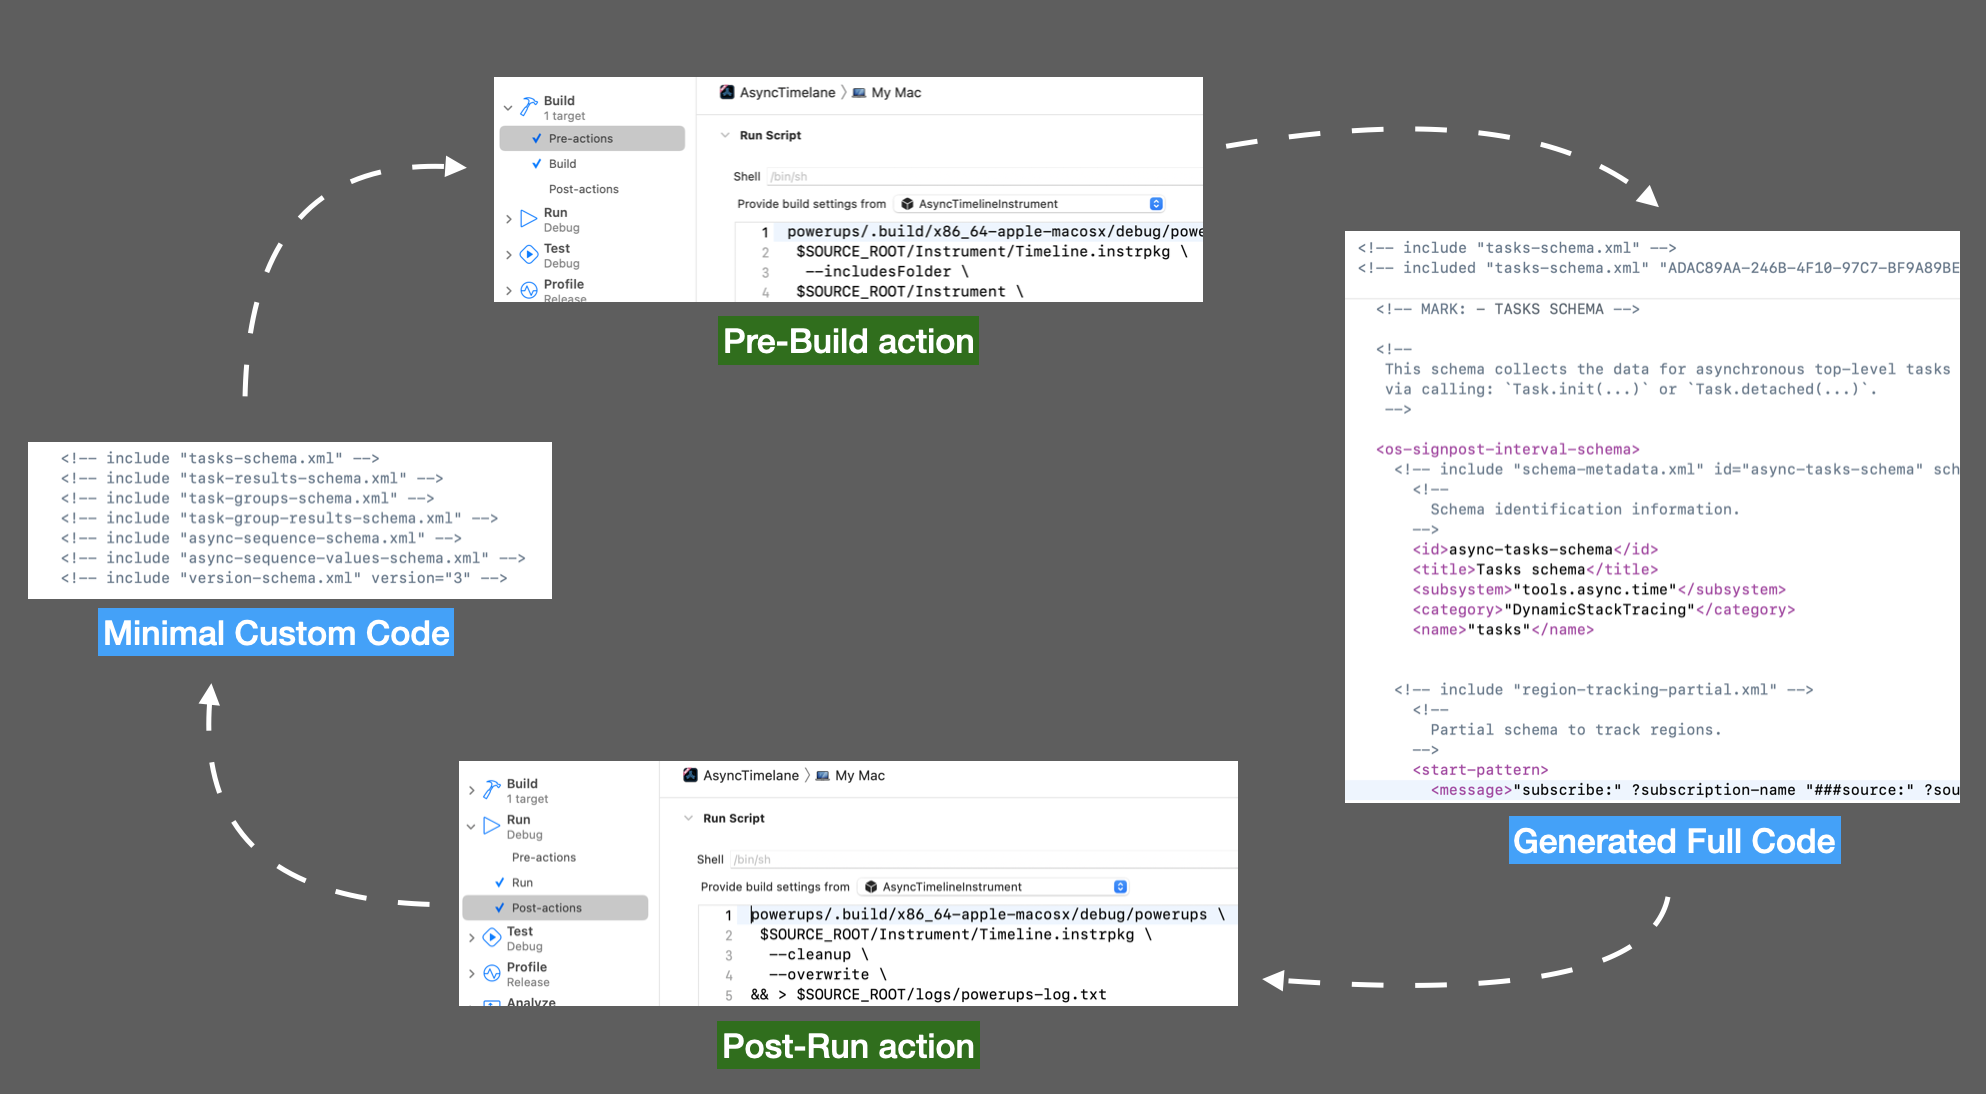 Build
1 target
Pre-actions
Build
Post-actions
Run
Debug
Test
Debug
Profile
Release
AsyncTimelane 〉 My Mac
Run Script
Shell /bin/sh
Provide build settings from AsyncTimelineInstrument
1 powerups/.build/x86_64-apple-macosx/debug/powe
2 $SOURCE_ROOT/Instrument/Timeline.instrpkg \
3 --includesFolder \
4 $SOURCE_ROOT/Instrument \
Pre-Build action
<!-- include "tasks-schema.xml" -->
<!-- included "tasks-schema.xml" "ADAC89AA-246B-4F10-97C7-BF9A89BE
<!-- MARK: - TASKS SCHEMA -->
<!--
This schema collects the data for asynchronous top-level tasks
via calling: `Task.init(...)` or `Task.detached(...)`.
-->
<os-signpost-interval-schema>
<!-- include "schema-metadata.xml" id="async-tasks-schema" sch
<!--
Schema identification information.
-->
<id>async-tasks-schema</id>
<title>Tasks schema</title>
<subsystem>"tools.async.time"</subsystem>
<category>"DynamicStackTracing"</category>
<name>"tasks"</name>
<!-- include "region-tracking-partial.xml" -->
<!--
Partial schema to track regions.
-->
<start-pattern>
<message>"subscribe:" ?subscription-name "###source:" ?sou
Generated Full Code
<!-- include "tasks-schema.xml" -->
<!-- include "task-results-schema.xml" -->
<!-- include "task-groups-schema.xml" -->
<!-- include "task-group-results-schema.xml" -->
<!-- include "async-sequence-schema.xml" -->
<!-- include "async-sequence-values-schema.xml" -->
<!-- include "version-schema.xml" version="3" -->
Minimal Custom Code
Build
1 target
Run
Debug
Pre-actions
Run
Post-actions
Test
Debug
Profile
Release
Analyze
AsyncTimelane 〉 My Mac
Run Script
Shell /bin/sh
Provide build settings from AsyncTimelineInstrument
1 powerups/.build/x86_64-apple-macosx/debug/powerups \
2 $SOURCE_ROOT/Instrument/Timeline.instrpkg \
3 --cleanup \
4 --overwrite \
5 && > $SOURCE_ROOT/logs/powerups-log.txt
Post-Run action